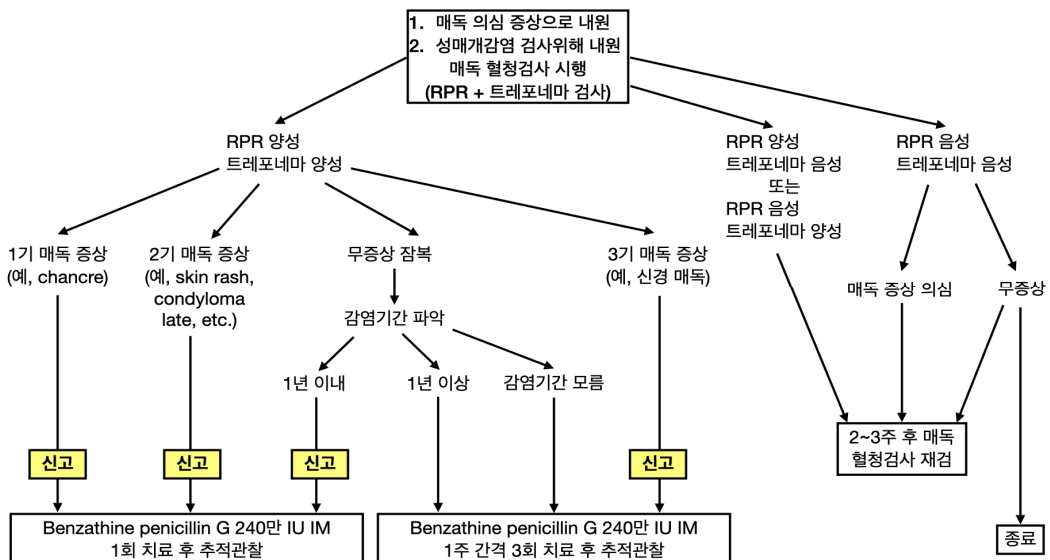 1. 매독 의심 증상으로 내원
2. 성매개감염 검사위해 내원
매독 혈청검사 시행
(RPR + 트레포네마 검사)
RPR 양성
트레포네마 양성
RPR 양성
트레포네마 음성
또는
RPR 음성
트레포네마 양성
RPR 음성
트레포네마 음성
1기 매독 증상
(예, chancre)
2기 매독 증상
(예, skin rash,
condyloma
late, etc.)
무증상 잠복
3기 매독 증상
(예, 신경 매독)
매독 증상 의심
무증상
감염기간 파악
1년 이내
1년 이상
감염기간 모름
2~3주 후 매독
혈청검사 재검
신고
신고
신고
신고
Benzathine penicillin G 240만 IU IM
1회 치료 후 추적관찰
Benzathine penicillin G 240만 IU IM
1주 간격 3회 치료 후 추적관찰
종료